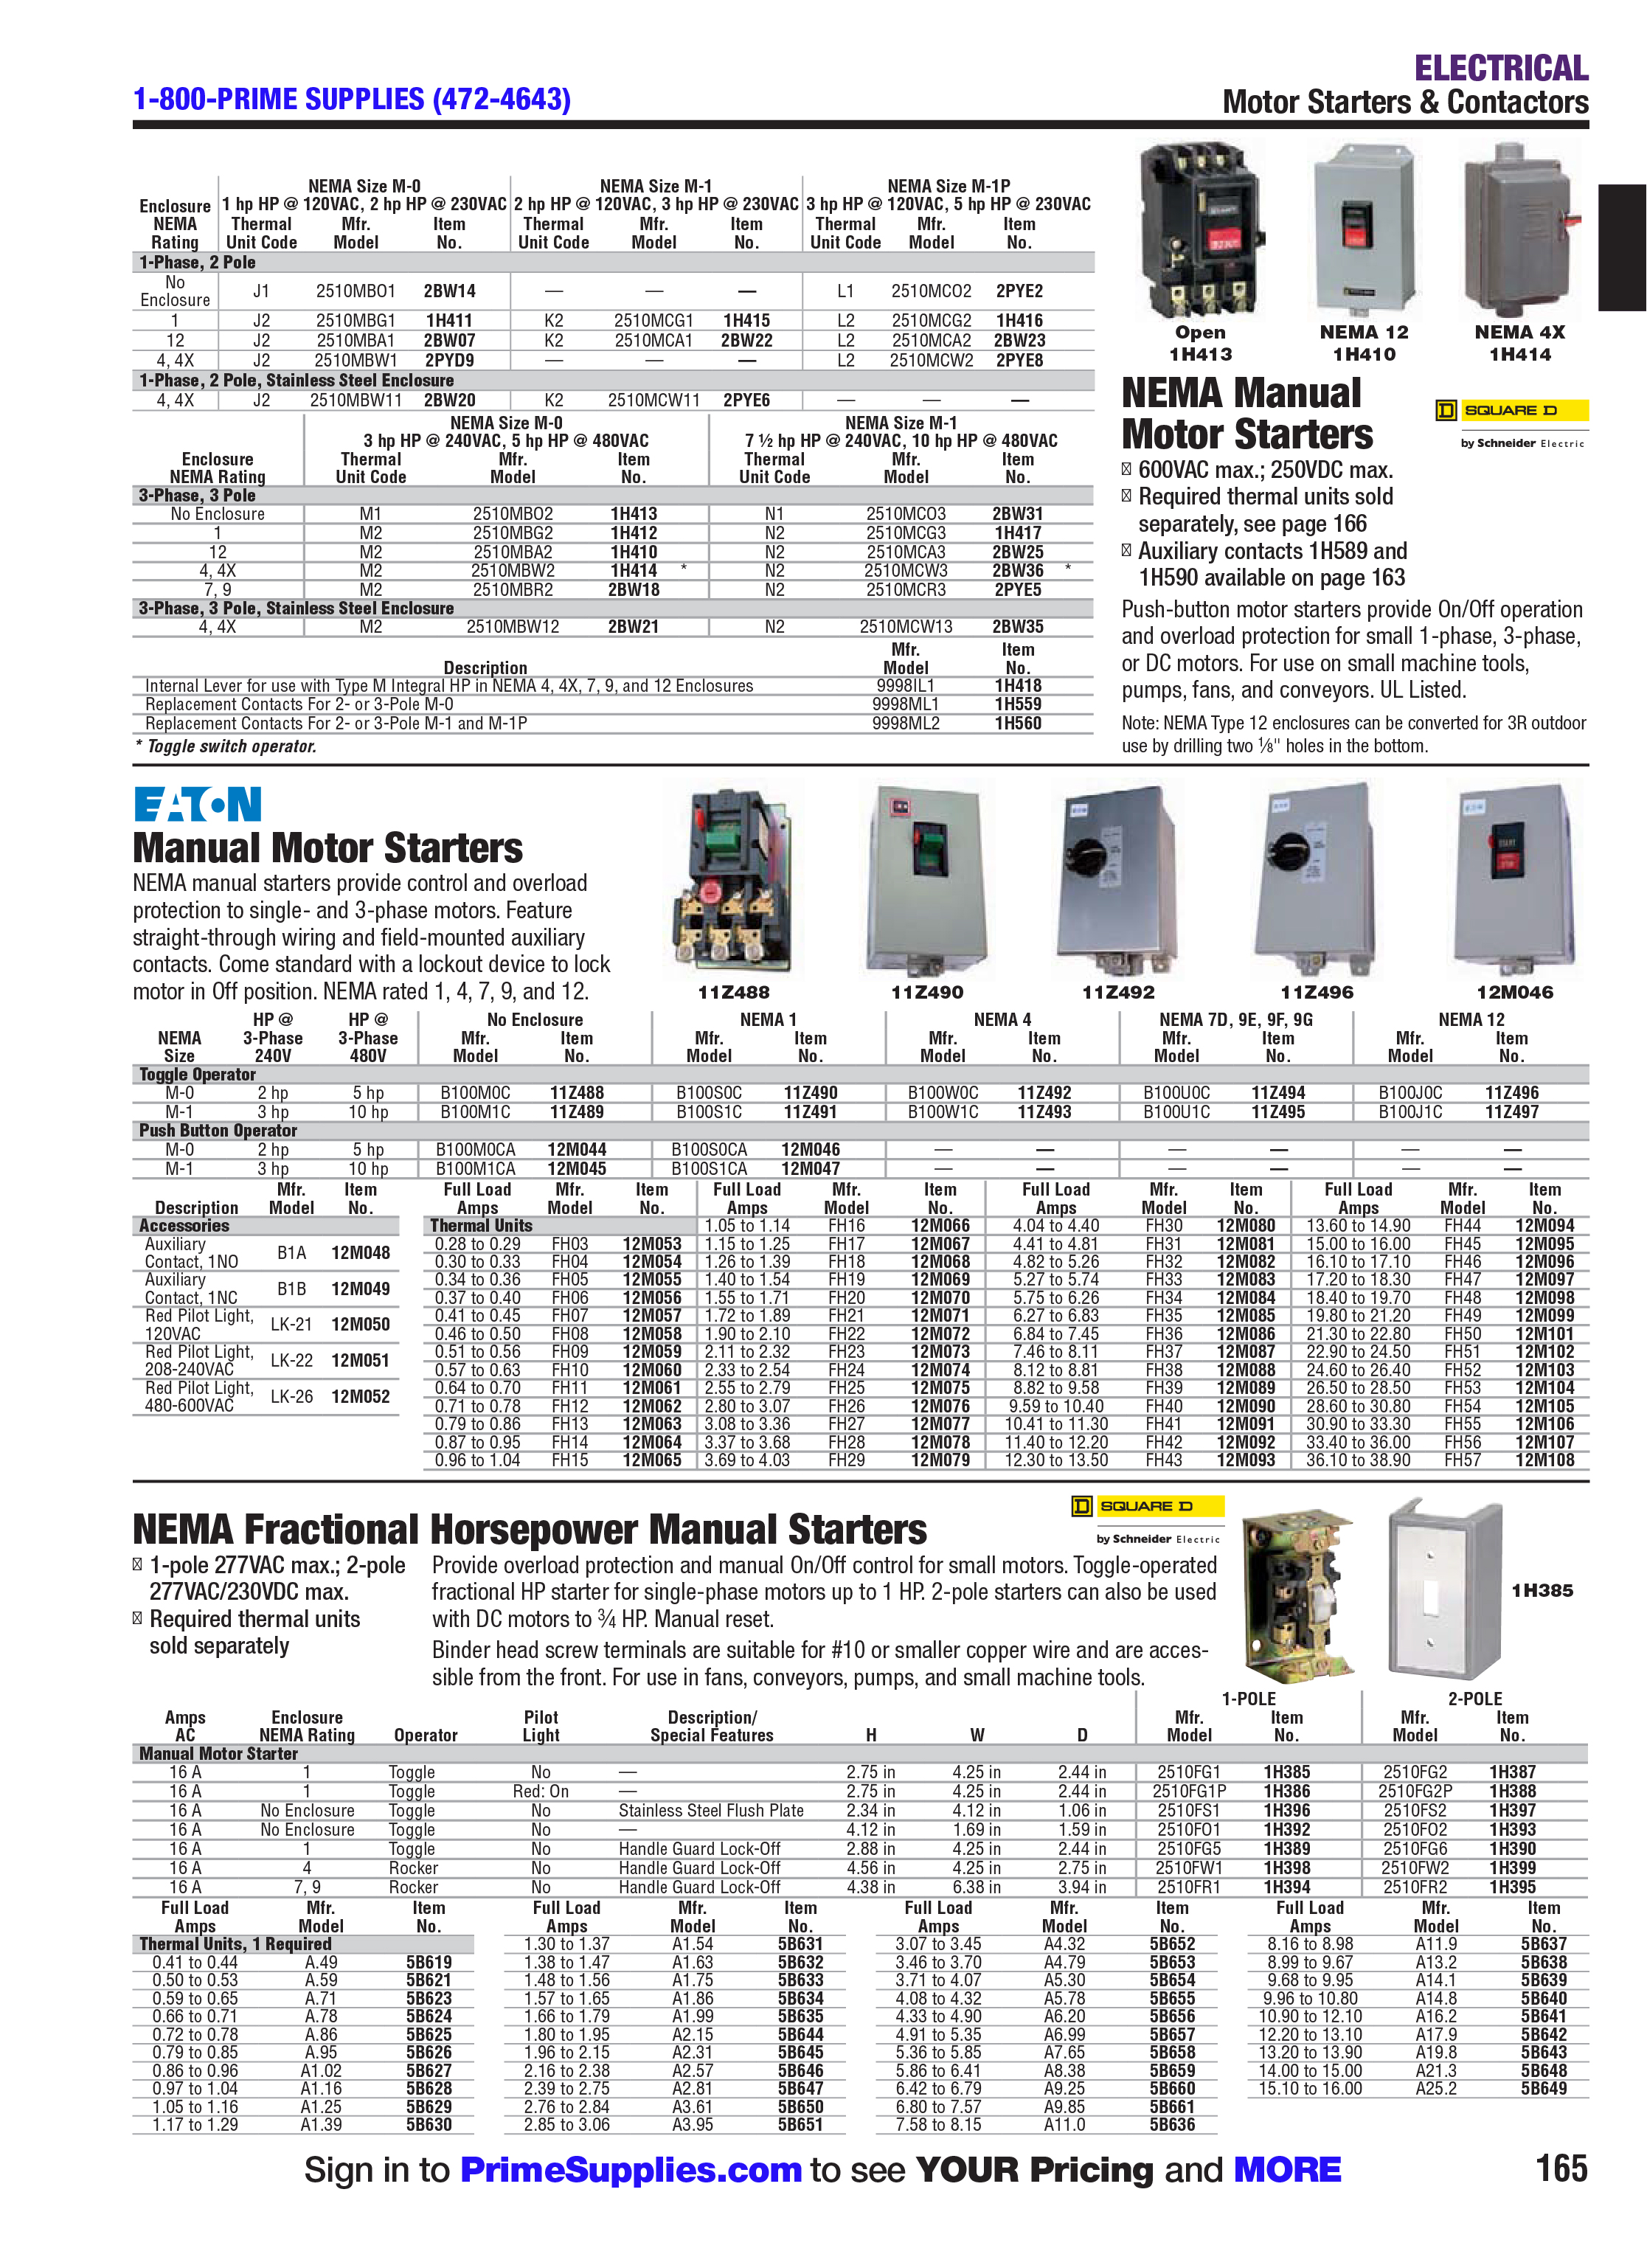 ELECTRICAL
1-800-PRIME SUPPLIES (472-4643)
Motor Starters & Contactors
NEMA Size M-0 NEMA Size M-1 NEMA Size M-1P
Enclosure 1 hp HP @ 120VAC, 2 hp HP @ 230VAC 2 hp HP @ 120VAC, 3 hp HP @ 230VAC 3 hp HP @ 120VAC, 5 hp HP @ 230VAC
NEMA Thermal Mfr. Item Thermal Mfr. Item Thermal Mfr. Item
Rating Unit Code Model No. Unit Code Model No. Unit Code Model No.
1-Phase, 2 Pole
No
Enclosure J1 2510MBO1 2BW14 — — — L1 2510MCO2 2PYE2
1 J2 2510MBG1 1H411 K2 2510MCG1 1H415 L2 2510MCG2 1H416
12 J2 2510MBA1 2BW07 K2 2510MCA1 2BW22 L2 2510MCA2 2BW23
4, 4X J2 2510MBW1 2PYD9 — — — L2 2510MCW2 2PYE8
1-Phase, 2 Pole, Stainless Steel Enclosure
4, 4X J2 2510MBW11 2BW20 K2 2510MCW11 2PYE6 — — —
NEMA Size M-0 NEMA Size M-1
3 hp HP @ 240VAC, 5 hp HP @ 480VAC 7 ½ hp HP @ 240VAC, 10 hp HP @ 480VAC
Enclosure Thermal Mfr. Item Thermal Mfr. Item
NEMA Rating Unit Code Model No. Unit Code Model No.
3-Phase, 3 Pole
No Enclosure M1 2510MBO2 1H413 N1 2510MCO3 2BW31
1 M2 2510MBG2 1H412 N2 2510MCG3 1H417
12 M2 2510MBA2 1H410 N2 2510MCA3 2BW25
4, 4X M2 2510MBW2 1H414 * N2 2510MCW3 2BW36 *
7, 9 M2 2510MBR2 2BW18 N2 2510MCR3 2PYE5
3-Phase, 3 Pole, Stainless Steel Enclosure
4, 4X M2 2510MBW12 2BW21 N2 2510MCW13 2BW35
Mfr. Item
Description Model No.
Internal Lever for use with Type M Integral HP in NEMA 4, 4X, 7, 9, and 12 Enclosures 9998IL1 1H418
Replacement Contacts For 2- or 3-Pole M-0 9998ML1 1H559
Replacement Contacts For 2- or 3-Pole M-1 and M-1P 9998ML2 1H560
* Toggle switch operator.
Open NEMA 12 NEMA 4X
1H413 1H410 1H414
NEMA Manual
Motor Starters
D SQUARE D
by Schneider Electric
600VAC max.; 250VDC max.
Required thermal units sold
separately, see page 166
Auxiliary contacts 1H589 and
1H590 available on page 163
Push-button motor starters provide On/Off operation
and overload protection for small 1-phase, 3-phase,
or DC motors. For use on small machine tools,
pumps, fans, and conveyors. UL Listed.
Note: NEMA Type 12 enclosures can be converted for 3R outdoor
use by drilling two ⅛" holes in the bottom.
EATON
Manual Motor Starters
NEMA manual starters provide control and overload
protection to single- and 3-phase motors. Feature
straight-through wiring and field-mounted auxiliary
contacts. Come standard with a lockout device to lock
motor in Off position. NEMA rated 1, 4, 7, 9, and 12.
START
11Z488 11Z490 11Z492 11Z496 12M046
HP @ HP @ No Enclosure NEMA 1 NEMA 4 NEMA 7D, 9E, 9F, 9G NEMA 12
NEMA 3-Phase 3-Phase Mfr. Item Mfr. Item Mfr. Item Mfr. Item Mfr. Item
Size 240V 480V Model No. Model No. Model No. Model No. Model No.
Toggle Operator
M-0 2 hp 5 hp B100M0C 11Z488 B100S0C 11Z490 B100W0C 11Z492 B100U0C 11Z494 B100J0C 11Z496
M-1 3 hp 10 hp B100M1C 11Z489 B100S1C 11Z491 B100W1C 11Z493 B100U1C 11Z495 B100J1C 11Z497
Push Button Operator
M-0 2 hp 5 hp B100M0CA 12M044 B100S0CA 12M046 — — — — — —
M-1 3 hp 10 hp B100M1CA 12M045 B100S1CA 12M047 — — — — — —
Mfr. Item
Description Model No.
Accessories
Auxiliary
Contact, 1NO B1A 12M048
Auxiliary
Contact, 1NC B1B 12M049
Red Pilot Light,
120VAC LK-21 12M050
Red Pilot Light,
208-240VAC LK-22 12M051
Red Pilot Light,
480-600VAC LK-26 12M052
Full Load Mfr. Item Full Load Mfr. Item Full Load Mfr. Item Full Load Mfr. Item
Amps Model No. Amps Model No. Amps Model No. Amps Model No.
Thermal Units 1.05 to 1.14 FH16 12M066 4.04 to 4.40 FH30 12M080 13.60 to 14.90 FH44 12M094
0.28 to 0.29 FH03 12M053 1.15 to 1.25 FH17 12M067 4.41 to 4.81 FH31 12M081 15.00 to 16.00 FH45 12M095
0.30 to 0.33 FH04 12M054 1.26 to 1.39 FH18 12M068 4.82 to 5.26 FH32 12M082 16.10 to 17.10 FH46 12M096
0.34 to 0.36 FH05 12M055 1.40 to 1.54 FH19 12M069 5.27 to 5.74 FH33 12M083 17.20 to 18.30 FH47 12M097
0.37 to 0.40 FH06 12M056 1.55 to 1.71 FH20 12M070 5.75 to 6.26 FH34 12M084 18.40 to 19.70 FH48 12M098
0.41 to 0.45 FH07 12M057 1.72 to 1.89 FH21 12M071 6.27 to 6.83 FH35 12M085 19.80 to 21.20 FH49 12M099
0.46 to 0.50 FH08 12M058 1.90 to 2.10 FH22 12M072 6.84 to 7.45 FH36 12M086 21.30 to 22.80 FH50 12M101
0.51 to 0.56 FH09 12M059 2.11 to 2.32 FH23 12M073 7.46 to 8.11 FH37 12M087 22.90 to 24.50 FH51 12M102
0.57 to 0.63 FH10 12M060 2.33 to 2.54 FH24 12M074 8.12 to 8.81 FH38 12M088 24.60 to 26.40 FH52 12M103
0.64 to 0.70 FH11 12M061 2.55 to 2.79 FH25 12M075 8.82 to 9.58 FH39 12M089 26.50 to 28.50 FH53 12M104
0.71 to 0.78 FH12 12M062 2.80 to 3.07 FH26 12M076 9.59 to 10.40 FH40 12M090 28.60 to 30.80 FH54 12M105
0.79 to 0.86 FH13 12M063 3.08 to 3.36 FH27 12M077 10.41 to 11.30 FH41 12M091 30.90 to 33.30 FH55 12M106
0.87 to 0.95 FH14 12M064 3.37 to 3.68 FH28 12M078 11.40 to 12.20 FH42 12M092 33.40 to 36.00 FH56 12M107
0.96 to 1.04 FH15 12M065 3.69 to 4.03 FH29 12M079 12.30 to 13.50 FH43 12M093 36.10 to 38.90 FH57 12M108
NEMA Fractional Horsepower Manual Starters
D SQUARE D
by Schneider Electric
1-pole 277VAC max.; 2-pole
277VAC/230VDC max.
Required thermal units
sold separately
Provide overload protection and manual On/Off control for small motors. Toggle-operated
fractional HP starter for single-phase motors up to 1 HP. 2-pole starters can also be used
with DC motors to ¾ HP. Manual reset.
Binder head screw terminals are suitable for #10 or smaller copper wire and are acces-
sible from the front. For use in fans, conveyors, pumps, and small machine tools.
1H385
1-POLE 2-POLE
Amps Enclosure Pilot Description/ Mfr. Item Mfr. Item
AC NEMA Rating Operator Light Special Features H W D Model No. Model No.
Manual Motor Starter
16 A 1 Toggle No — 2.75 in 4.25 in 2.44 in 2510FG1 1H385 2510FG2 1H387
16 A 1 Toggle Red: On — 2.75 in 4.25 in 2.44 in 2510FG1P 1H386 2510FG2P 1H388
16 A No Enclosure Toggle No Stainless Steel Flush Plate 2.34 in 4.12 in 1.06 in 2510FS1 1H396 2510FS2 1H397
16 A No Enclosure Toggle No — 4.12 in 1.69 in 1.59 in 2510FO1 1H392 2510FO2 1H393
16 A 1 Toggle No Handle Guard Lock-Off 2.88 in 4.25 in 2.44 in 2510FG5 1H389 2510FG6 1H390
16 A 4 Rocker No Handle Guard Lock-Off 4.56 in 4.25 in 2.75 in 2510FW1 1H398 2510FW2 1H399
16 A 7, 9 Rocker No Handle Guard Lock-Off 4.38 in 6.38 in 3.94 in 2510FR1 1H394 2510FR2 1H395
Full Load Mfr. Item Full Load Mfr. Item Full Load Mfr. Item Full Load Mfr. Item
Amps Model No. Amps Model No. Amps Model No. Amps Model No.
Thermal Units, 1 Required 1.30 to 1.37 A1.54 5B631 3.07 to 3.45 A4.32 5B652 8.16 to 8.98 A11.9 5B637
0.41 to 0.44 A.49 5B619 1.38 to 1.47 A1.63 5B632 3.46 to 3.70 A4.79 5B653 8.99 to 9.67 A13.2 5B638
0.50 to 0.53 A.59 5B621 1.48 to 1.56 A1.75 5B633 3.71 to 4.07 A5.30 5B654 9.68 to 9.95 A14.1 5B639
0.59 to 0.65 A.71 5B623 1.57 to 1.65 A1.86 5B634 4.08 to 4.32 A5.78 5B655 9.96 to 10.80 A14.8 5B640
0.66 to 0.71 A.78 5B624 1.66 to 1.79 A1.99 5B635 4.33 to 4.90 A6.20 5B656 10.90 to 12.10 A16.2 5B641
0.72 to 0.78 A.86 5B625 1.80 to 1.95 A2.15 5B644 4.91 to 5.35 A6.99 5B657 12.20 to 13.10 A17.9 5B642
0.79 to 0.85 A.95 5B626 1.96 to 2.15 A2.31 5B645 5.36 to 5.85 A7.65 5B658 13.20 to 13.90 A19.8 5B643
0.86 to 0.96 A1.02 5B627 2.16 to 2.38 A2.57 5B646 5.86 to 6.41 A8.38 5B659 14.00 to 15.00 A21.3 5B648
0.97 to 1.04 A1.16 5B628 2.39 to 2.75 A2.81 5B647 6.42 to 6.79 A9.25 5B660 15.10 to 16.00 A25.2 5B649
1.05 to 1.16 A1.25 5B629 2.76 to 2.84 A3.61 5B650 6.80 to 7.57 A9.85 5B661
1.17 to 1.29 A1.39 5B630 2.85 to 3.06 A3.95 5B651 7.58 to 8.15 A11.0 5B636
Sign in to PrimeSupplies.com to see YOUR Pricing and MORE
165